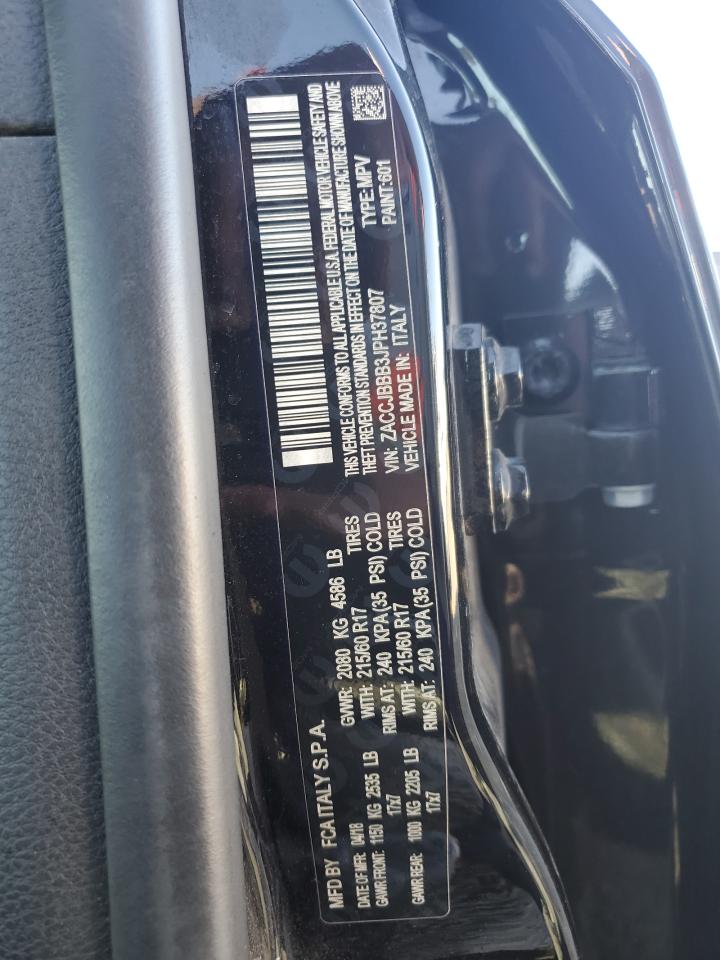 MFD BY FCA ITALY S.P.A.
DATE OF MFR: 04/18
GVWR: 2080 KG 4586 LB
GAWR FRONT: 1150 KG 2535 LB
WITH: 215/60 R17 TIRES
17x7
RIMS AT: 240 KPA(35 PSI) COLD
GAWR REAR: 1000 KG 2205 LB
WITH: 215/60 R17 TIRES
17x7
RIMS AT: 240 KPA(35 PSI) COLD
THIS VEHICLE CONFORMS TO ALL APPLICABLE U.S.A. FEDERAL MOTOR VEHICLE SAFETY AND
THEFT PREVENTION STANDARDS IN EFFECT ON THE DATE OF MANUFACTURE SHOWN ABOVE
VIN: ZACCJBBB3JPH37807
TYPE: MPV
VEHICLE MADE IN: ITALY
PAINT: 601